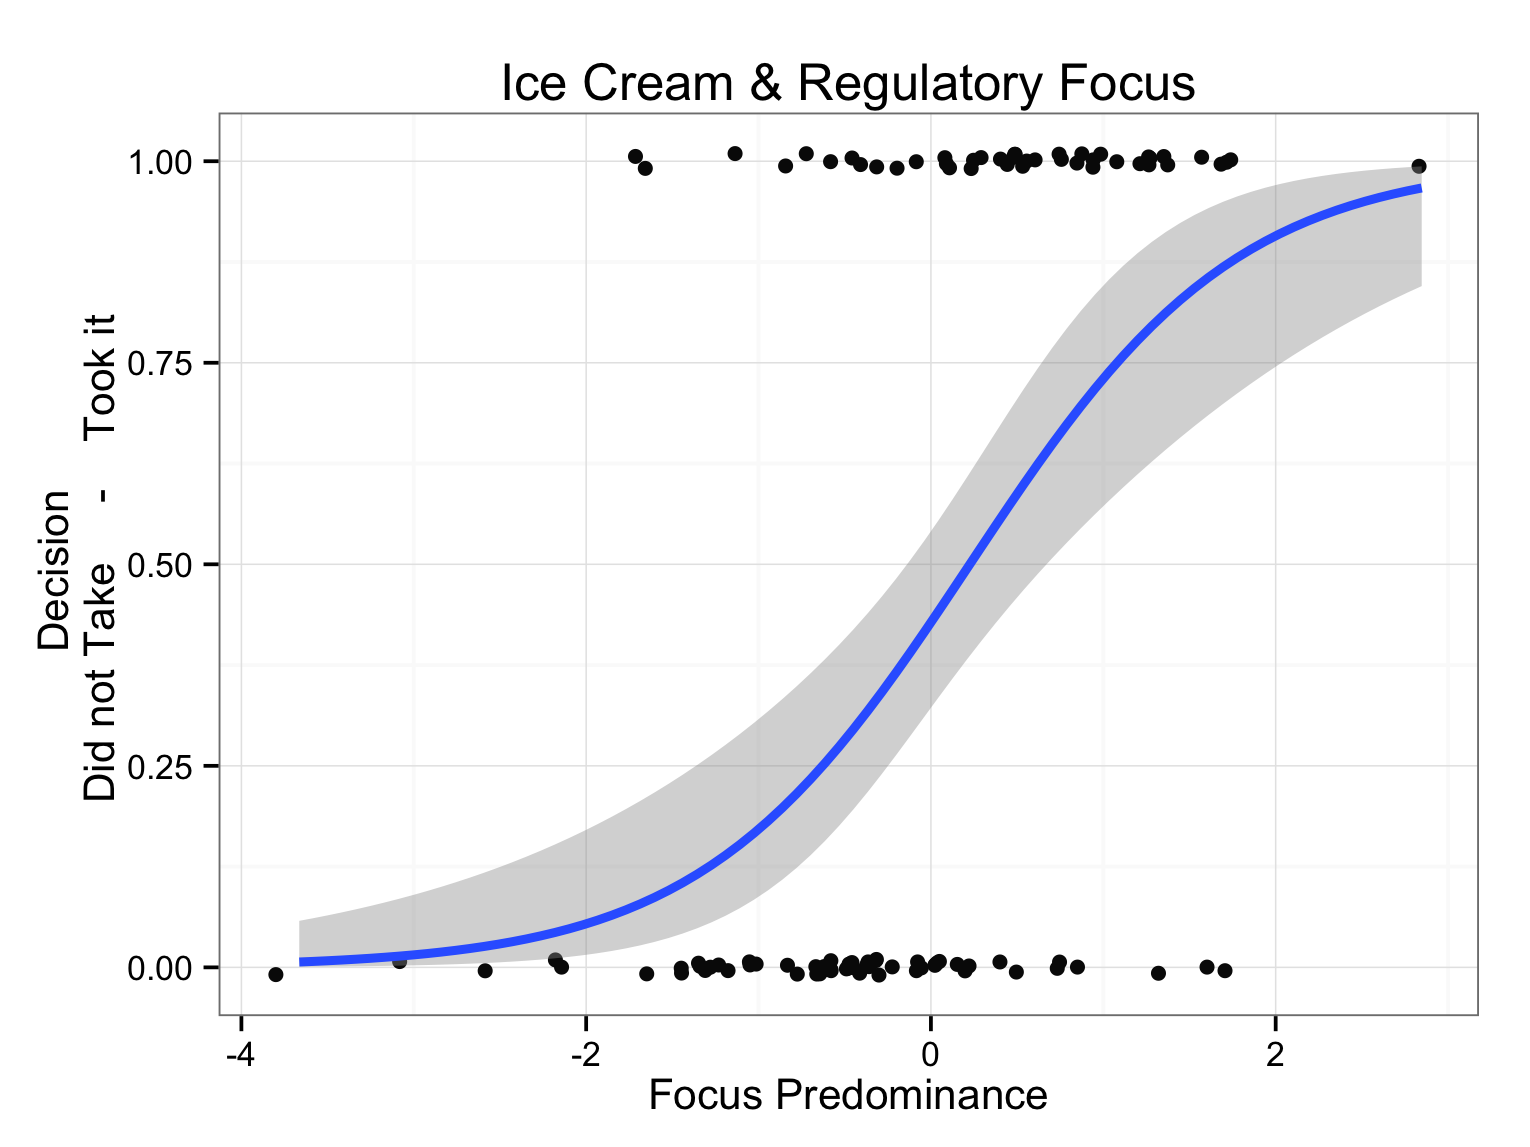 Ice Cream & Regulatory Focus
Decision
Did not Take - Took it
1.00
0.75
0.50
0.25
0.00
-4
-2
0
2
Focus Predominance